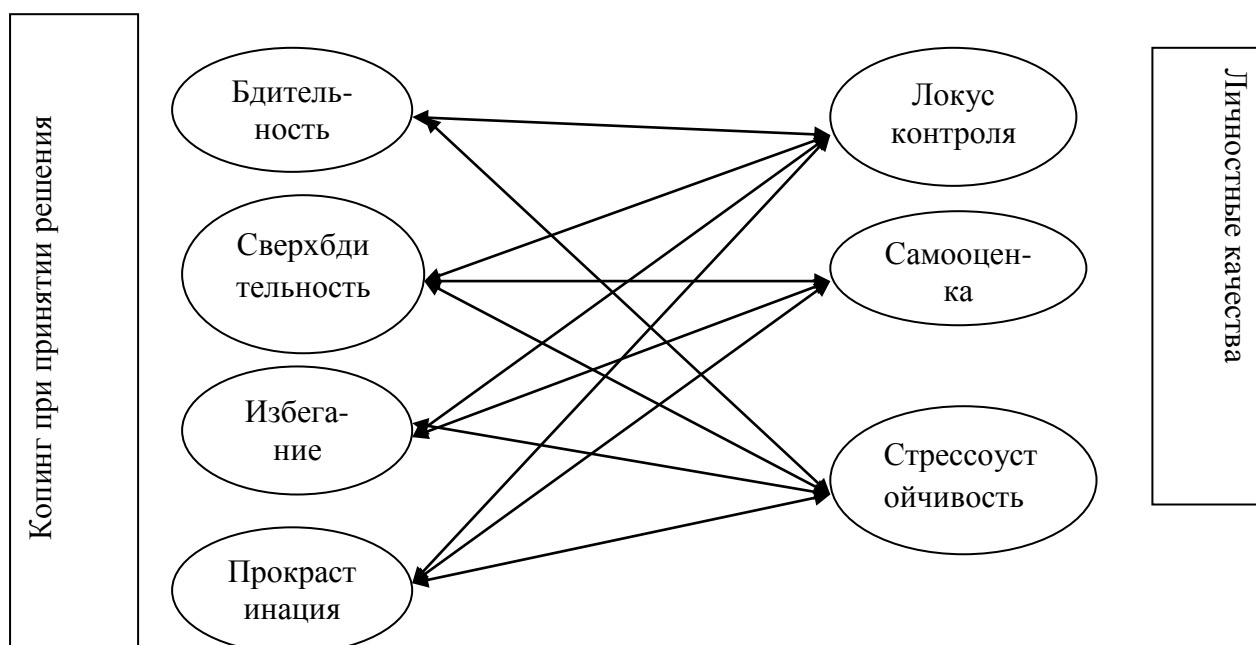 Копинг при принятии решения
Бдитель-
ность
Сверхбди
тельность
Избега-
ние
Прокраст
инация
Локус
контроля
Самооцен-
ка
Стрессоуст
ойчивость
Личностные качества